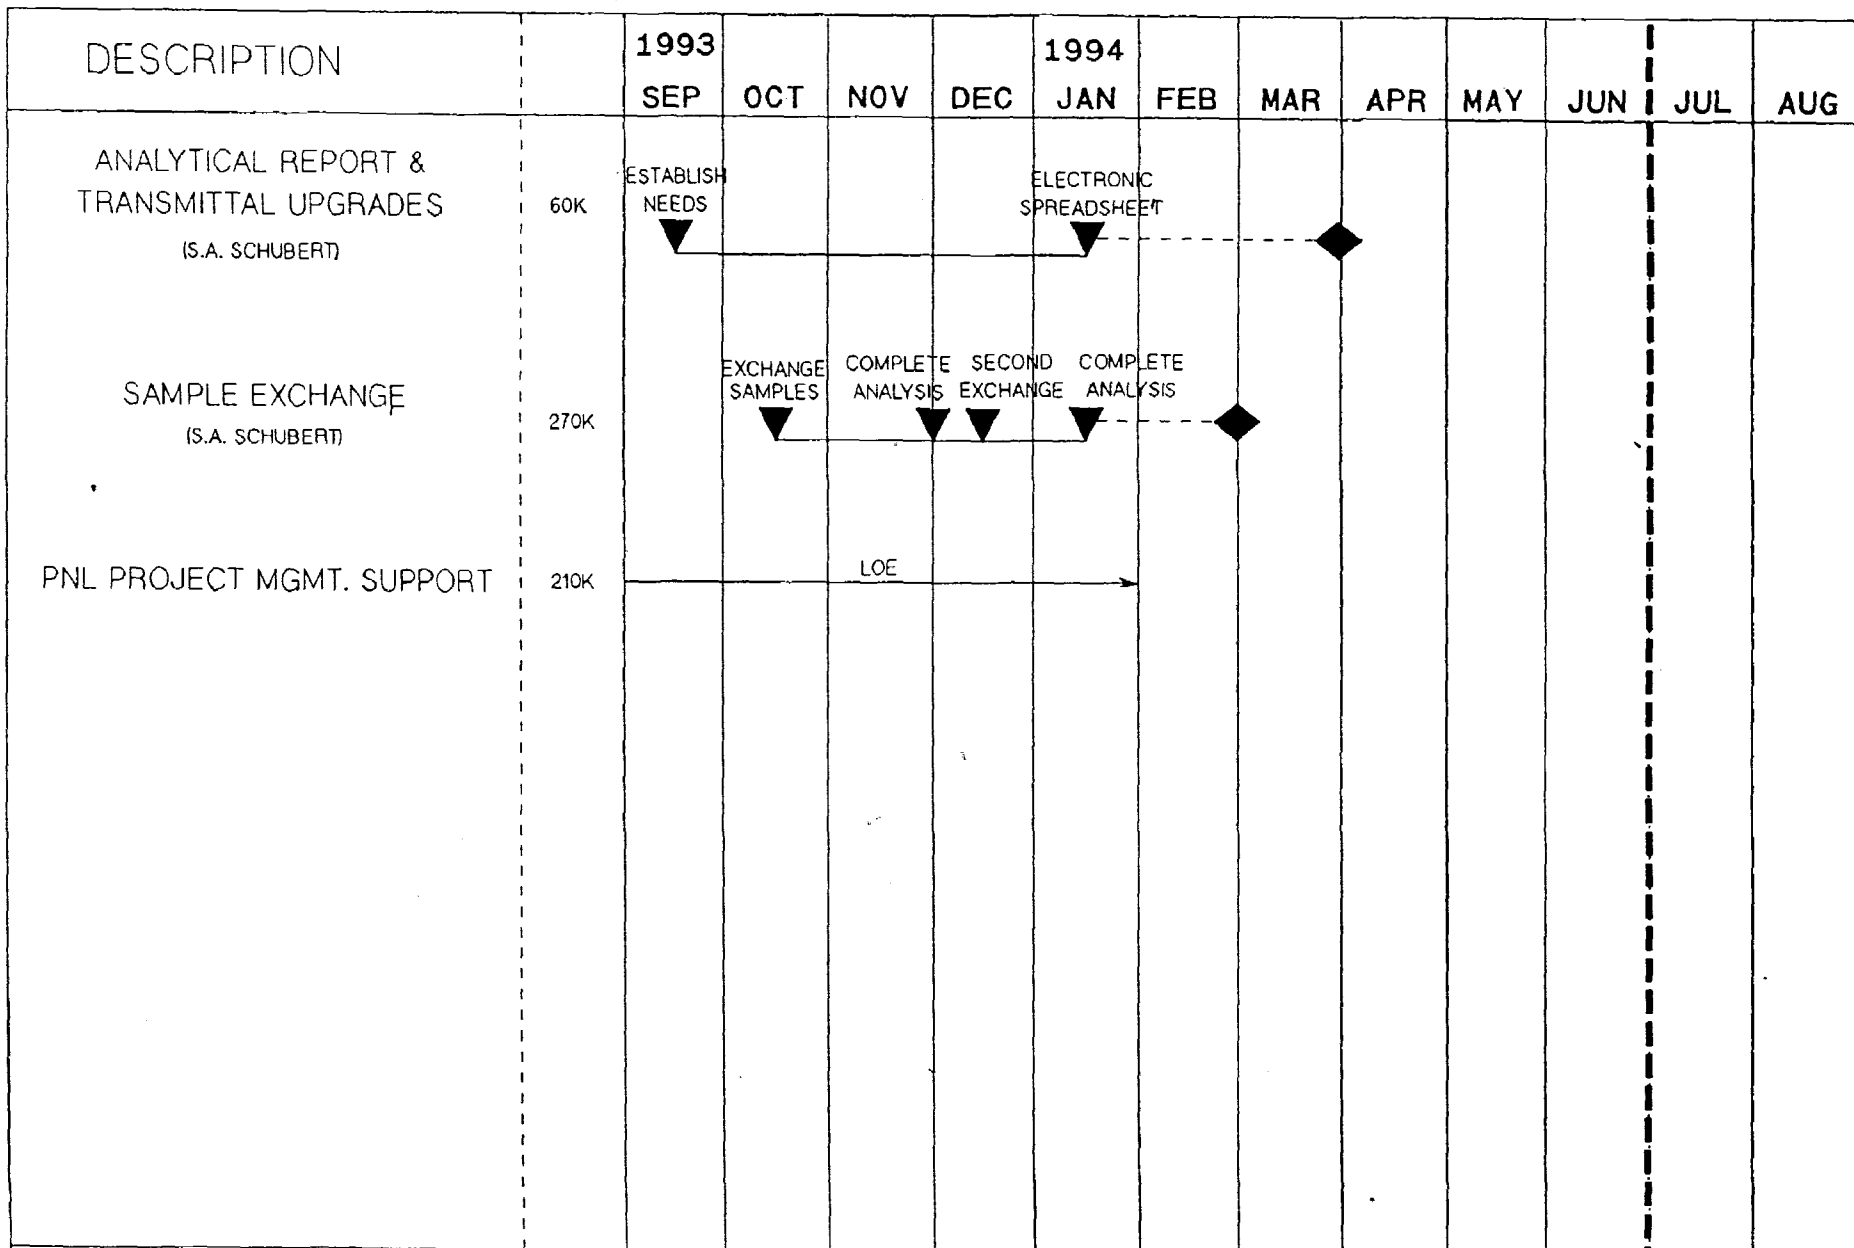 DESCRIPTION
1993
1994
SEP OCT NOV DEC JAN FEB MAR APR MAY JUN JUL AUG
ANALYTICAL REPORT &
TRANSMITTAL UPGRADES
(S.A. SCHUBERT)
60K
ESTABLISH
NEEDS
ELECTRONIC
SPREADSHEET
SAMPLE EXCHANGE
(S.A. SCHUBERT)
270K
EXCHANGE
SAMPLES
COMPLETE
ANALYSIS
SECOND
EXCHANGE
COMPLETE
ANALYSIS
PNL PROJECT MGMT. SUPPORT
210K
LOE